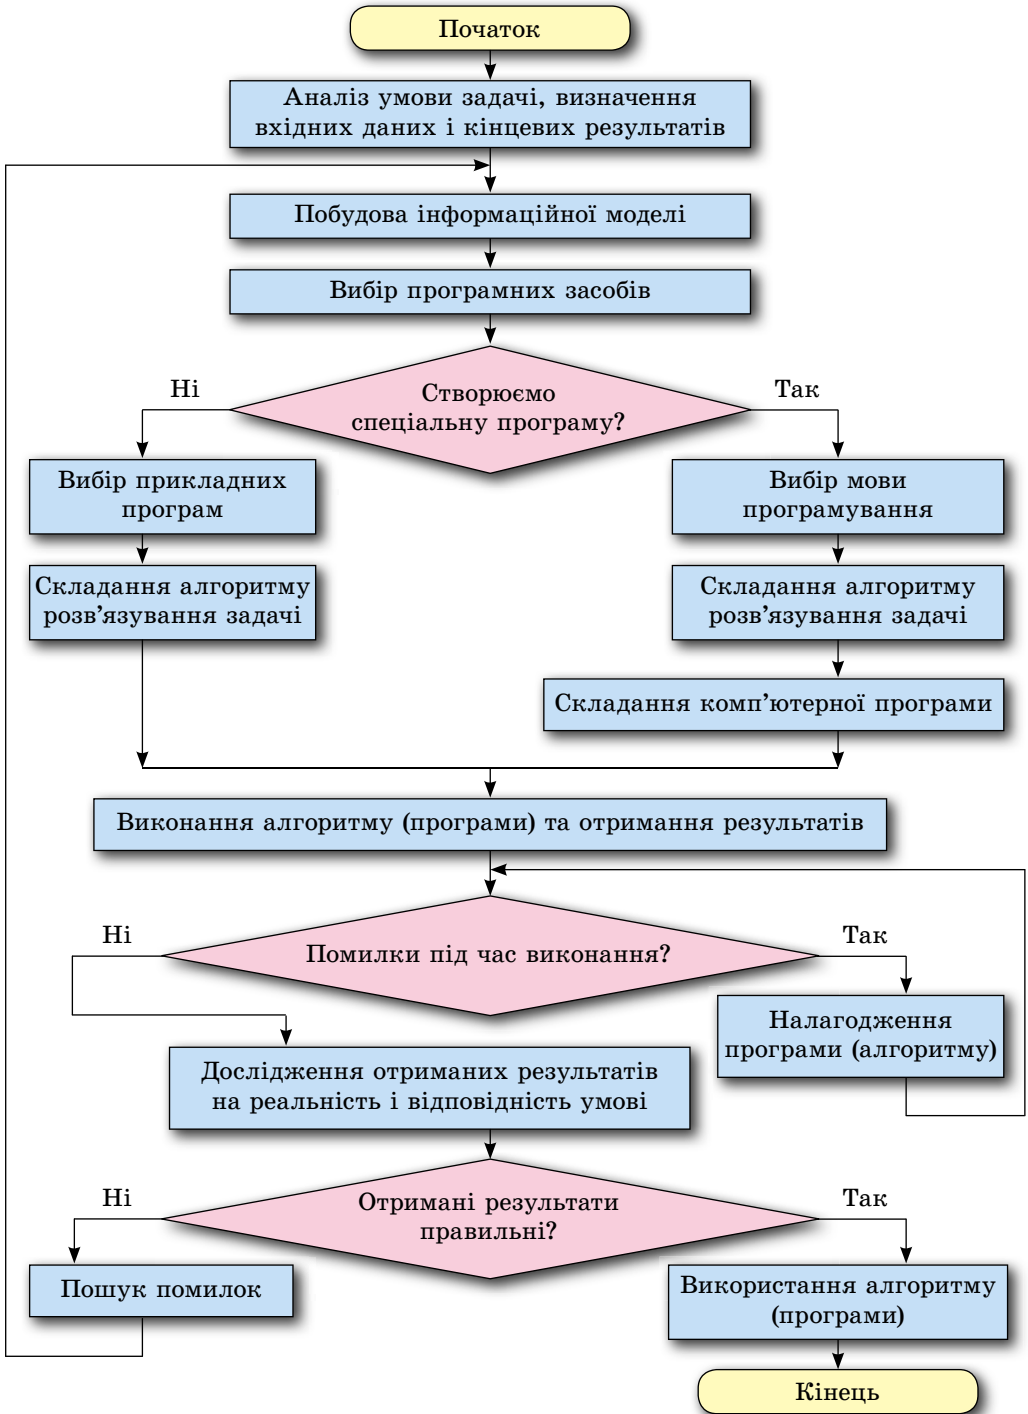 Початок
Аналіз умови задачі, визначення
вхідних даних і кінцевих результатів
Побудова інформаційної моделі
Вибір програмних засобів
Створюємо
спеціальну програму?
Ні
Так
Вибір прикладних
програм
Вибір мови
програмування
Складання алгоритму
розв'язування задачі
Складання алгоритму
розв'язування задачі
Складання комп'ютерної програми
Виконання алгоритму (програми) та отримання результатів
Помилки під час виконання?
Ні
Так
Налагодження
програми (алгоритму)
Дослідження отриманих результатів
на реальність і відповідність умові
Отримані результати
правильні?
Ні
Так
Пошук помилок
Використання алгоритму
(програми)
Кінець